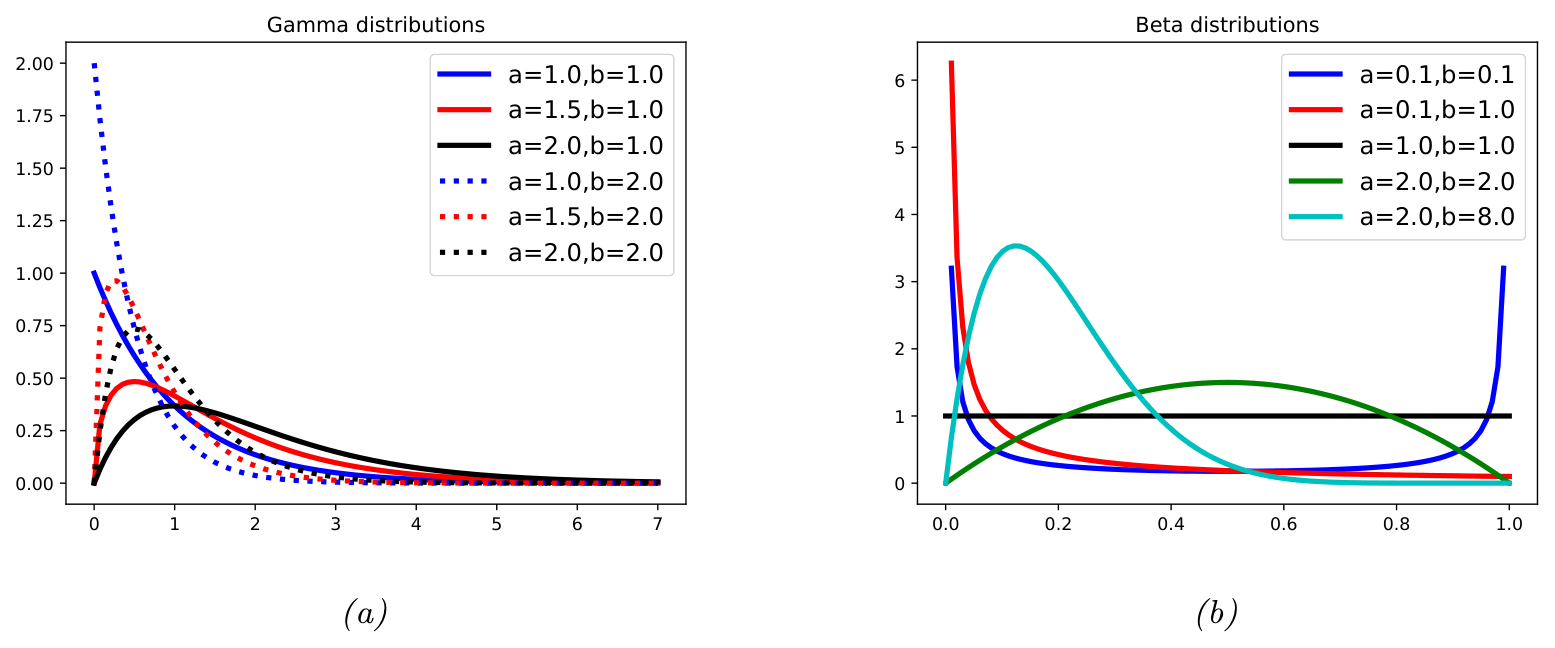 Gamma distributions
2.00
1.75
1.50
1.25
1.00
0.75
0.50
0.25
0.00
0 1 2 3 4 5 6 7
a=1.0,b=1.0
a=1.5,b=1.0
a=2.0,b=1.0
a=1.0,b=2.0
a=1.5,b=2.0
a=2.0,b=2.0
(a)
Beta distributions
6
5
4
3
2
1
0
0.0 0.2 0.4 0.6 0.8 1.0
a=0.1,b=0.1
a=0.1,b=1.0
a=1.0,b=1.0
a=2.0,b=2.0
a=2.0,b=8.0
(b)